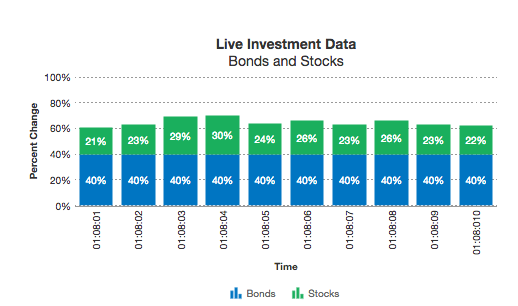 Live Investment Data
Bonds and Stocks
Percent Change
100%
80%
60%
40%
20%
0%
21% 23% 29% 30% 24% 26% 23% 26% 23% 22%
40% 40% 40% 40% 40% 40% 40% 40% 40% 40%
01:08:01 01:08:02 01:08:03 01:08:04 01:08:05 01:08:06 01:08:07 01:08:08 01:08:09 01:08:010
Time
Bonds Stocks